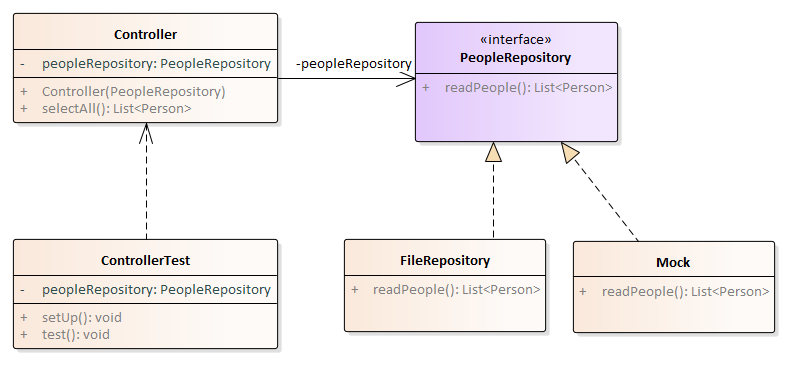 Controller
- peopleRepository: PeopleRepository
+ Controller(PeopleRepository)
+ selectAll(): List<Person>
-peopleRepository
«interface»
PeopleRepository
+ readPeople(): List<Person>
ControllerTest
- peopleRepository: PeopleRepository
+ setUp(): void
+ test(): void
FileRepository
+ readPeople(): List<Person>
Mock
+ readPeople(): List<Person>